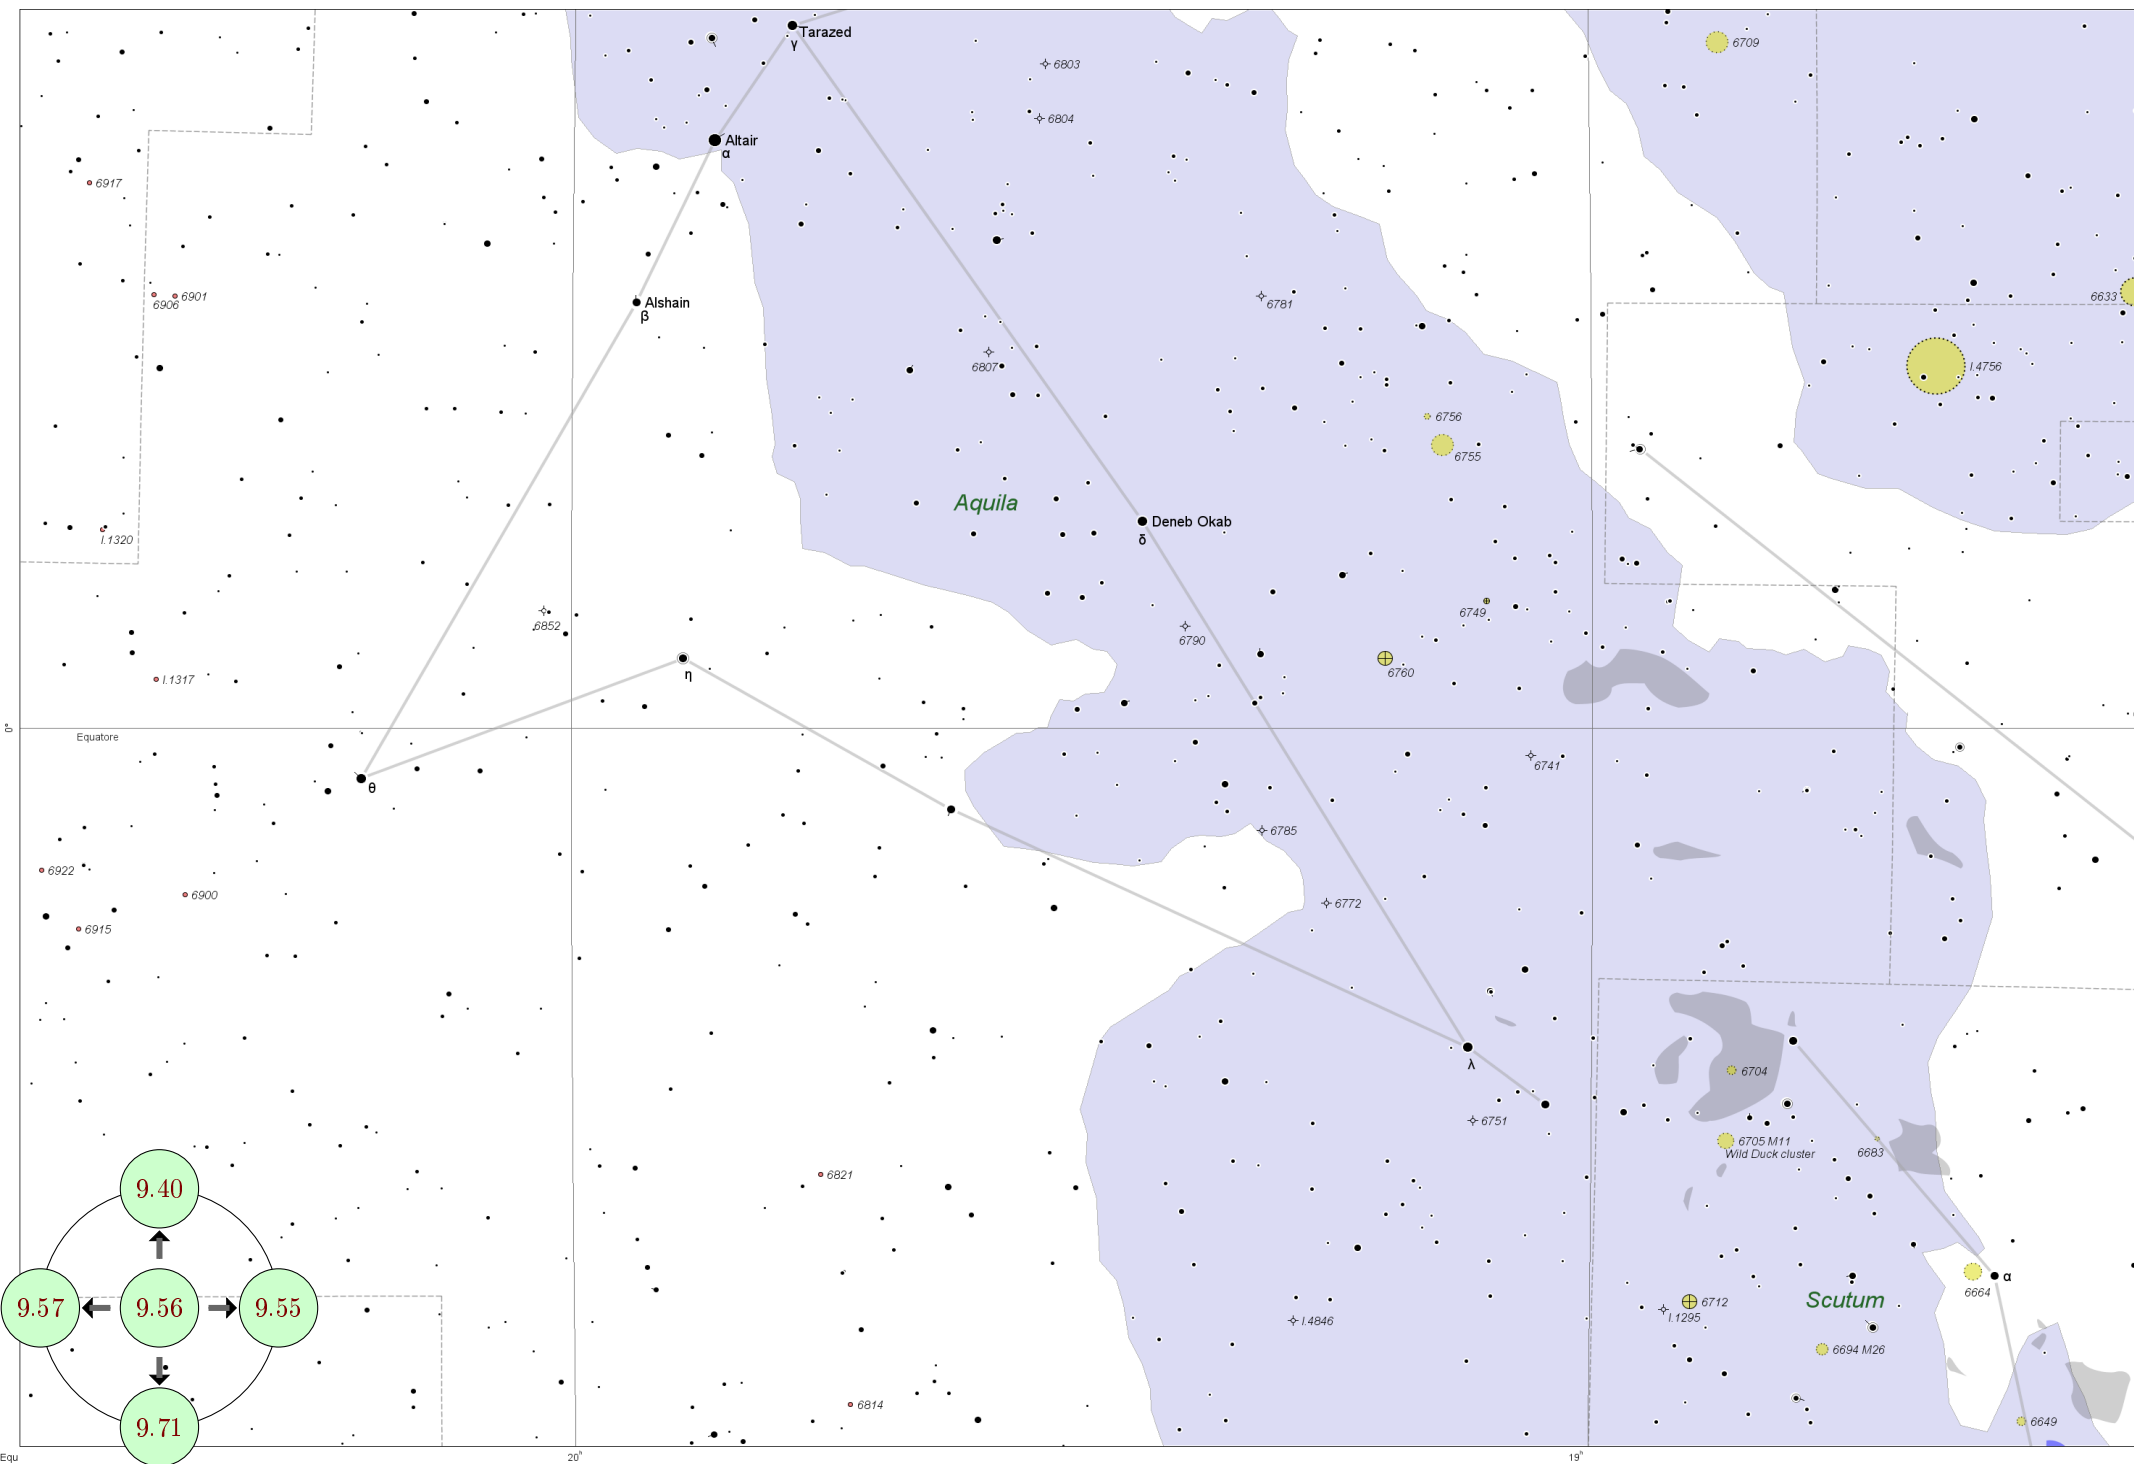 Tarazed
γ
6709
6803
6804
Altair
α
6917
6906
6901
6781
6633
Alshain
β
6807
I.4756
6756
6755
Aquila
Deneb Okab
δ
I.1320
6852
6749
6790
η
6760
I.1317
0°
Equatore
6741
θ
6785
6922
6900
6772
6915
λ
6704
6751
6705 M11
Wild Duck cluster
6683
6821
9.40
α
6664
9.57
9.56
9.55
Scutum
6712
I.1295
I.4846
6694 M26
6814
6649
9.71
Equ
20h
19h